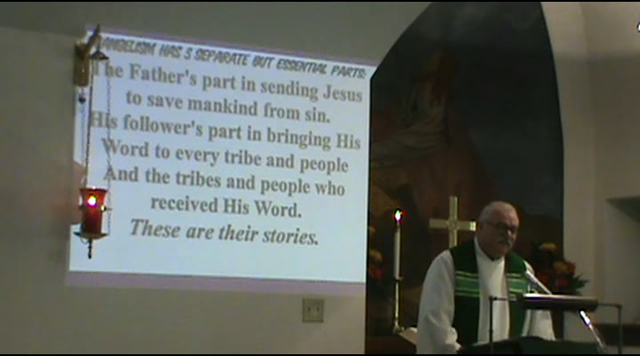 EVANGELISM HAS 3 SEPARATE BUT ESSENTIAL PARTS:
The Father's part in sending Jesus
to save mankind from sin.
His follower's part in bringing His
Word to every tribe and people
And the tribes and people who
received His Word.
These are their stories.